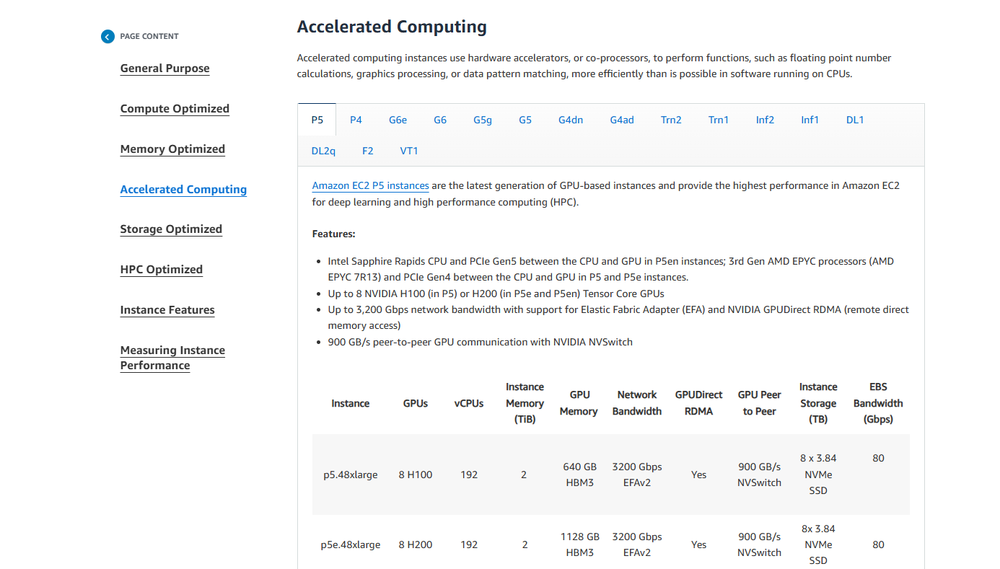 PAGE CONTENT
General Purpose
Compute Optimized
Memory Optimized
Accelerated Computing
Storage Optimized
HPC Optimized
Instance Features
Measuring Instance
Performance
Accelerated Computing
Accelerated computing instances use hardware accelerators, or co-processors, to perform functions, such as floating point number
calculations, graphics processing, or data pattern matching, more efficiently than is possible in software running on CPUs.
P5 P4 G6e G6 G5g G5 G4dn G4ad Trn2 Trn1 Inf2 Inf1 DL1
DL2q F2 VT1
Amazon EC2 P5 instances are the latest generation of GPU-based instances and provide the highest performance in Amazon EC2
for deep learning and high performance computing (HPC).
Features:
• Intel Sapphire Rapids CPU and PCIe Gen5 between the CPU and GPU in P5en instances; 3rd Gen AMD EPYC processors (AMD
EPYC 7R13) and PCIe Gen4 between the CPU and GPU in P5 and P5e instances.
• Up to 8 NVIDIA H100 (in P5) or H200 (in P5e and P5en) Tensor Core GPUs
• Up to 3,200 Gbps network bandwidth with support for Elastic Fabric Adapter (EFA) and NVIDIA GPUDirect RDMA (remote direct
memory access)
• 900 GB/s peer-to-peer GPU communication with NVIDIA NVSwitch
Instance GPUs vCPUs Instance Memory (TiB) GPU Memory Network Bandwidth GPUDirect RDMA GPU Peer to Peer Instance Storage (TB) EBS Bandwidth (Gbps)
p5.48xlarge 8 H100 192 2 640 GB HBM3 3200 Gbps EFAv2 Yes 900 GB/s NVSwitch 8 x 3.84 NVMe SSD 80
p5e.48xlarge 8 H200 192 2 1128 GB HBM3 3200 Gbps EFAv2 Yes 900 GB/s NVSwitch 8x 3.84 NVMe SSD 80